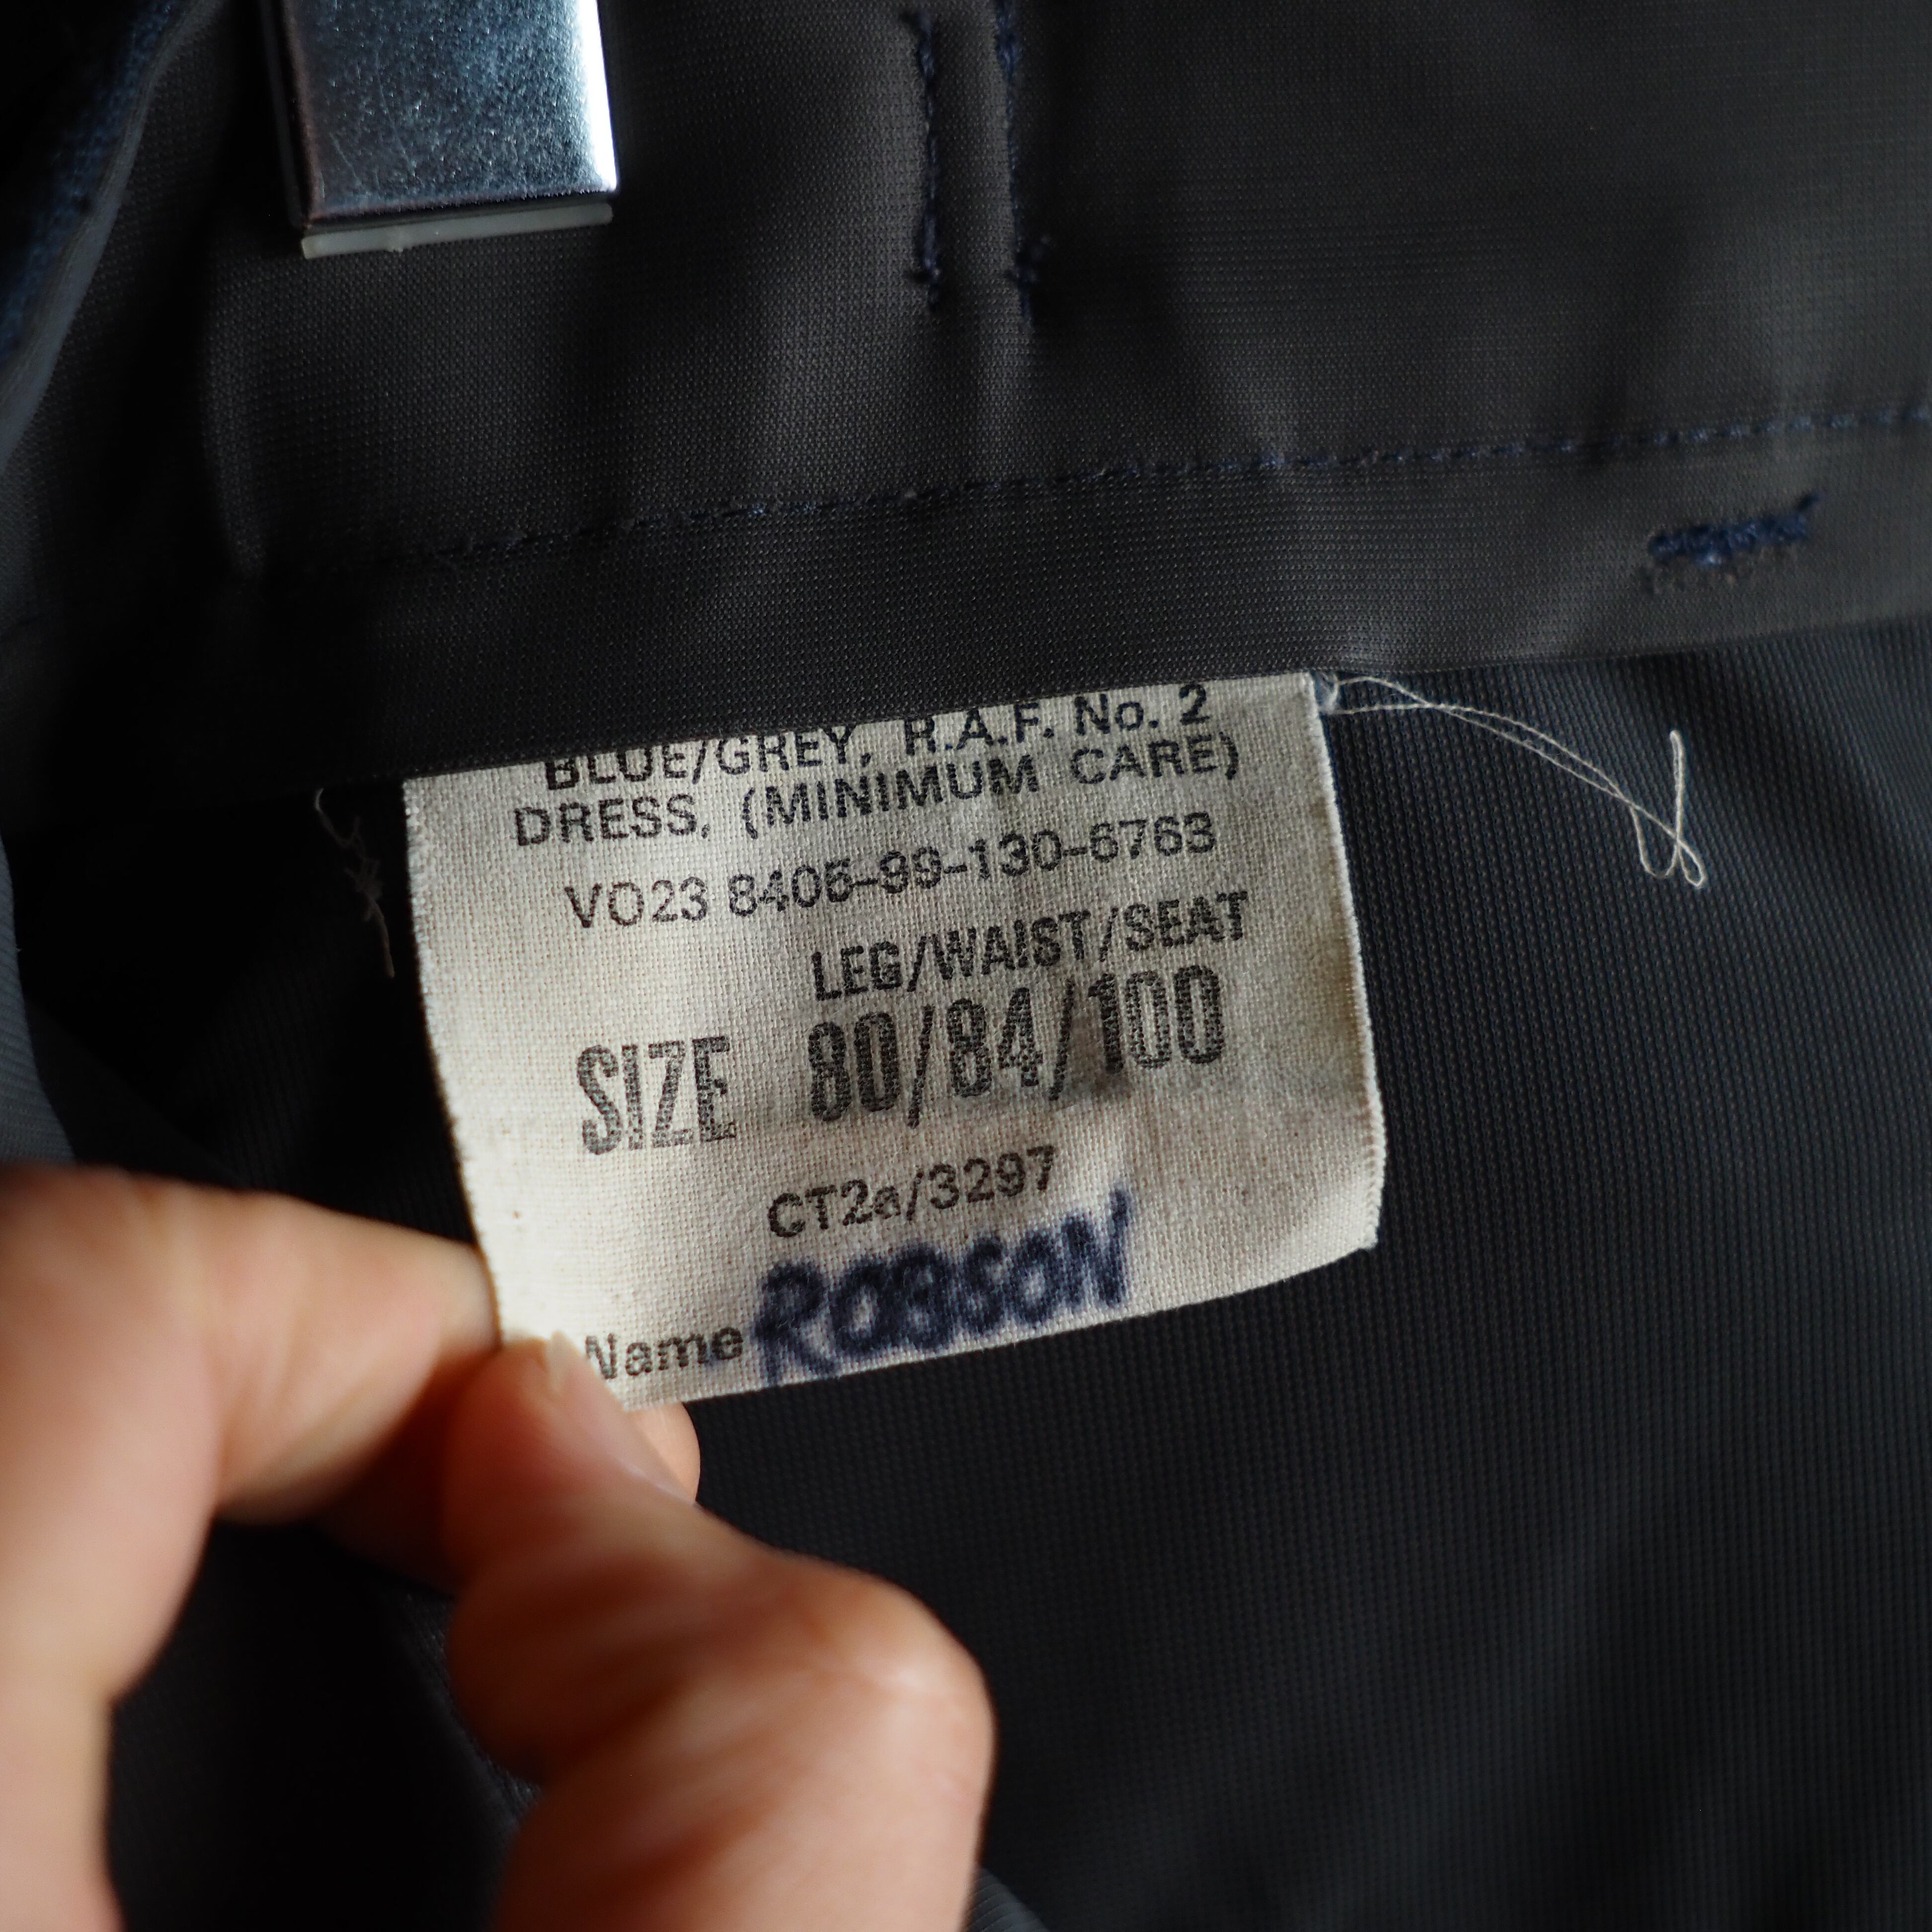 BLUE/GREY, R.A.F. No. 2
DRESS, (MINIMUM CARE)
VO23 8405-99-130-6763
LEG/WAIST/SEAT
SIZE 80/84/100
CT2a/3297
Name ROBSON